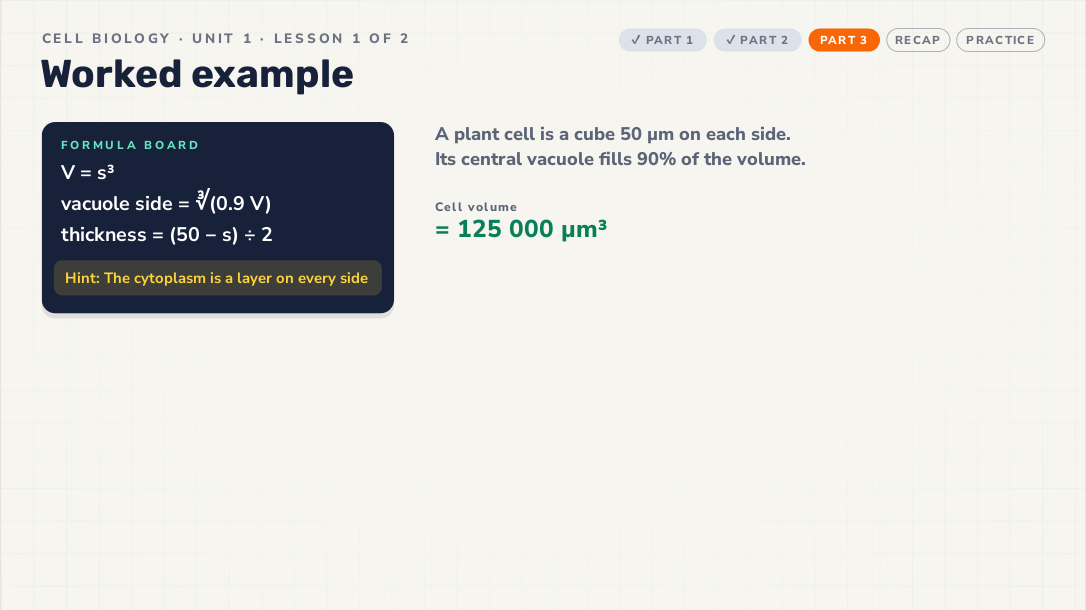 CELL BIOLOGY · UNIT 1 · LESSON 1 OF 2
✓ PART 1
✓ PART 2
PART 3
RECAP
PRACTICE
Worked example
FORMULA BOARD
V = s³
vacuole side = ∛(0.9 V)
thickness = (50 − s) ÷ 2
Hint: The cytoplasm is a layer on every side
A plant cell is a cube 50 µm on each side.
Its central vacuole fills 90% of the volume.
Cell volume
= 125 000 µm³